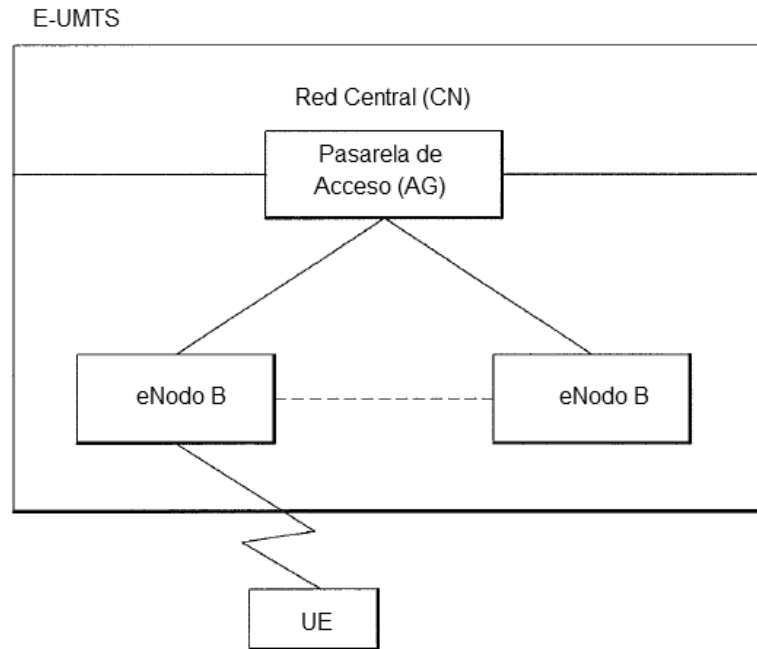 E-UMTS
Red Central (CN)
Pasarela de
Acceso (AG)
eNodo B
eNodo B
UE